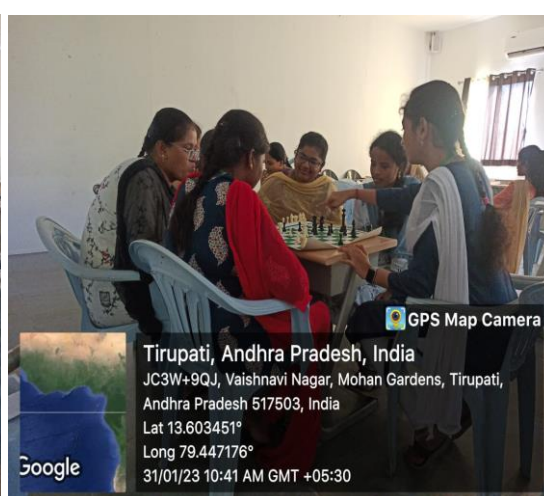 GPS Map Camera
Tirupati, Andhra Pradesh, India
JC3W+9QJ, Vaishnavi Nagar, Mohan Gardens, Tirupati,
Andhra Pradesh 517503, India
Lat 13.603451°
Long 79.447176°
31/01/23 10:41 AM GMT +05:30
Google